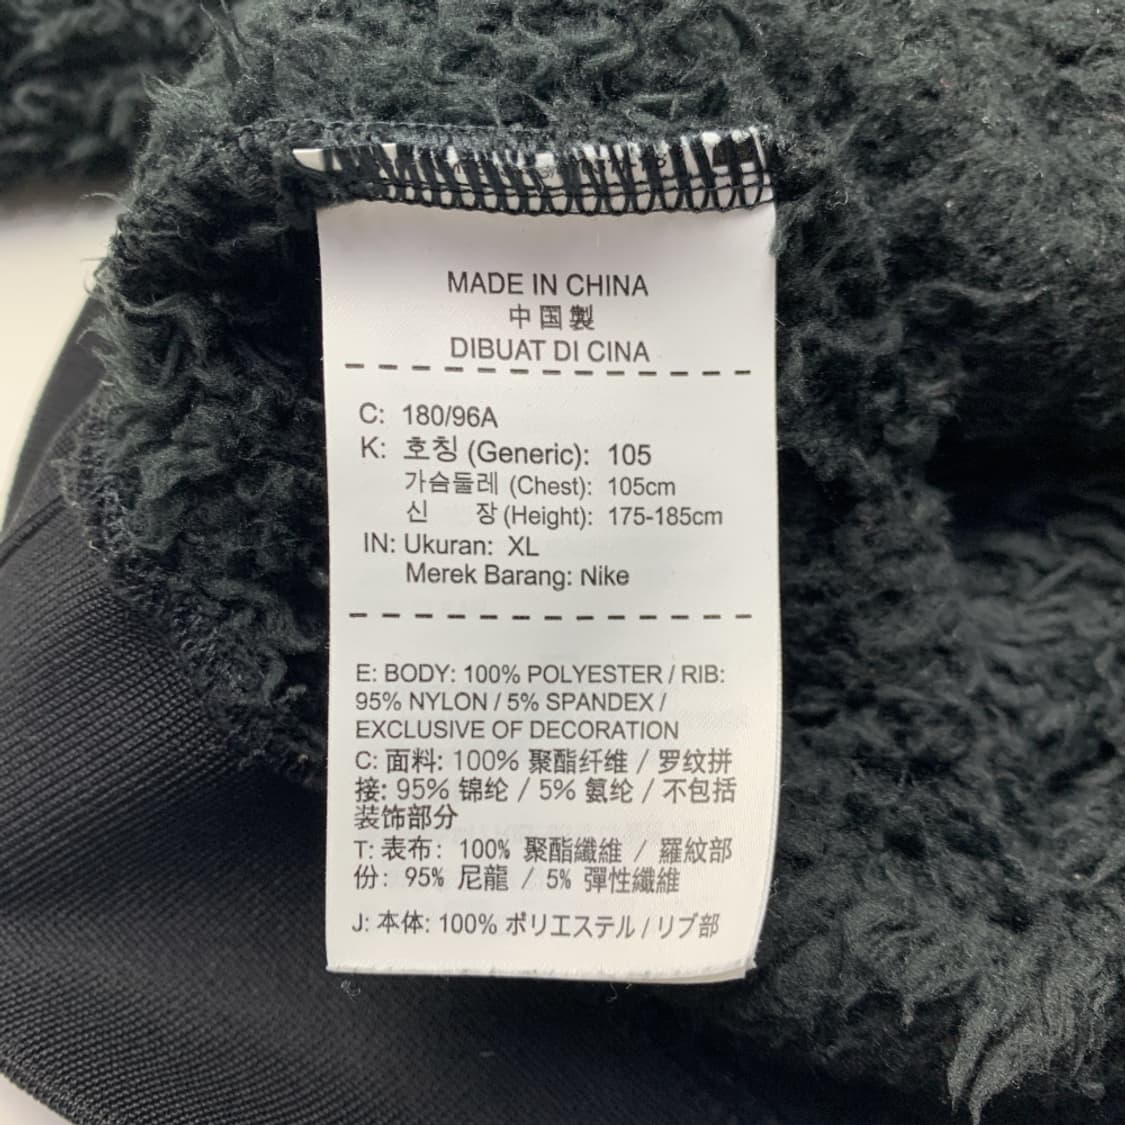 MADE IN CHINA
中国製
DIBUAT DI CINA
C: 180/96A
K: 호칭 (Generic): 105
가슴둘레 (Chest): 105cm
신 장 (Height): 175-185cm
IN: Ukuran: XL
Merek Barang: Nike
E: BODY: 100% POLYESTER / RIB:
95% NYLON / 5% SPANDEX /
EXCLUSIVE OF DECORATION
C: 面料: 100% 聚酯纤维 / 罗纹拼
接: 95% 锦纶 / 5% 氨纶 / 不包括
装饰部分
T: 表布: 100% 聚酯纖維 / 羅紋部
份: 95% 尼龍 / 5% 彈性纖維
J: 本体: 100% ポリエステル / リブ部